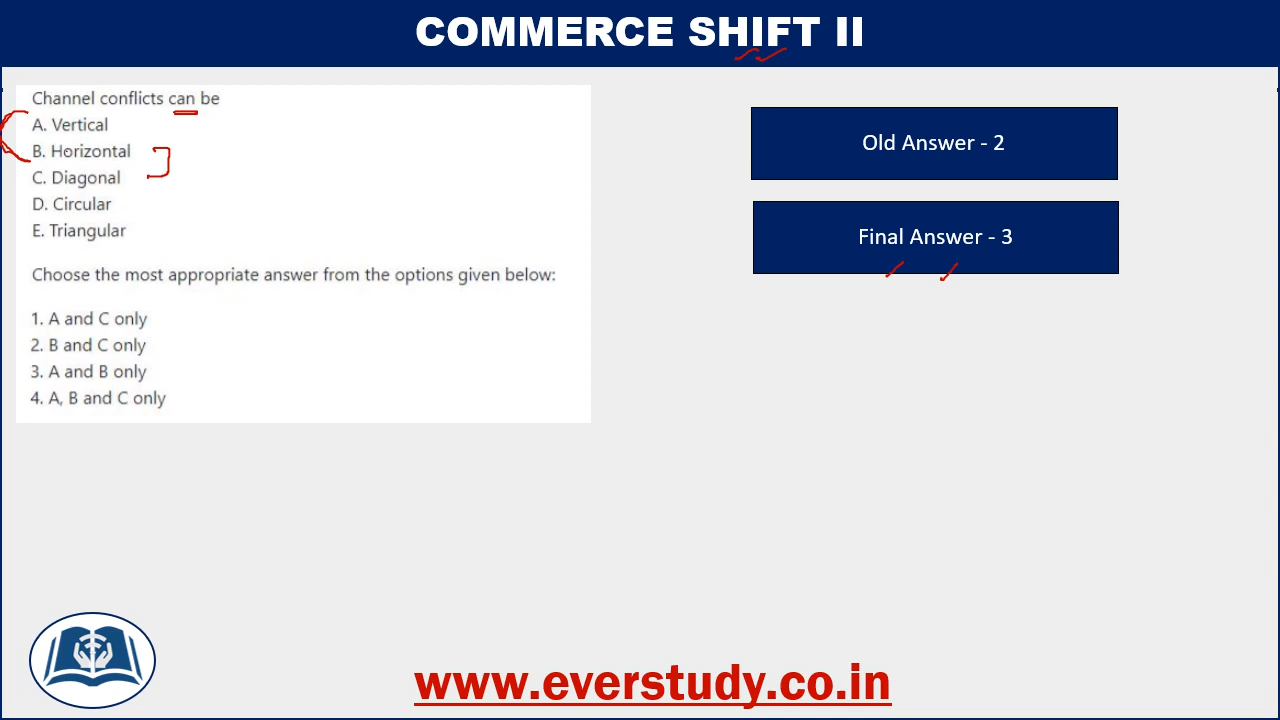 COMMERCE SHIFT II
Channel conflicts can be
A. Vertical
B. Horizontal
C. Diagonal
D. Circular
E. Triangular
Choose the most appropriate answer from the options given below:
1. A and C only
2. B and C only
3. A and B only
4. A, B and C only
Old Answer - 2
Final Answer - 3
www.everstudy.co.in